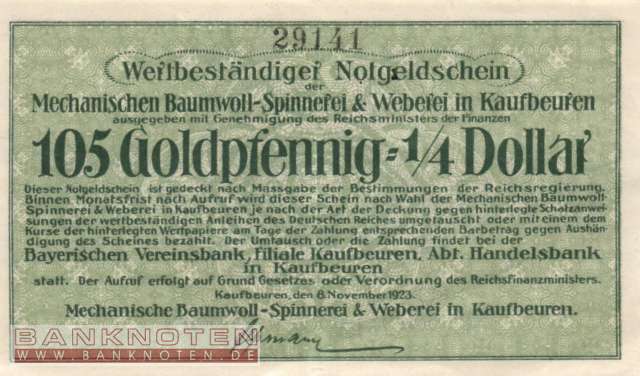 29141
Wertbeständiger Notgeldschein
der
Mechanischen Baumwoll-Spinnerei & Weberei in Kaufbeuren
ausgegeben mit Genehmigung des Reichsministers der Finanzen
105 Goldpfennig = 1/4 Dollar
Dieser Notgeldschein ist gedeckt nach Massgabe der Bestimmungen der Reichsregierung.
Binnen Monatsfrist nach Aufruf wird dieser Schein nach Wahl der Mechanischen Baumwoll-
Spinnerei & Weberei in Kaufbeuren je nach der Art der Deckung gegen hinterlegte Schatzanwei-
sungen der wertbeständigen Anleihen des Deutschen Reiches umgetauscht oder mit einem dem
Kurse der hinterlegten Wertpapiere am Tage der Zahlung entsprechenden Barbetrag gegen Aushän-
digung des Scheines bezahlt. Der Umtausch oder die Zahlung findet bei der
Bayerischen Vereinsbank, Filiale Kaufbeuren, Abt. Handelsbank
in Kaufbeuren
statt. Der Aufruf erfolgt auf Grund Gesetzes oder Verordnung des Reichsfinanzministers.
Kaufbeuren, den 8. November 1923.
Mechanische Baumwoll-Spinnerei & Weberei in Kaufbeuren.
BANKNOTEN
WWW.BANKNOTEN.DE